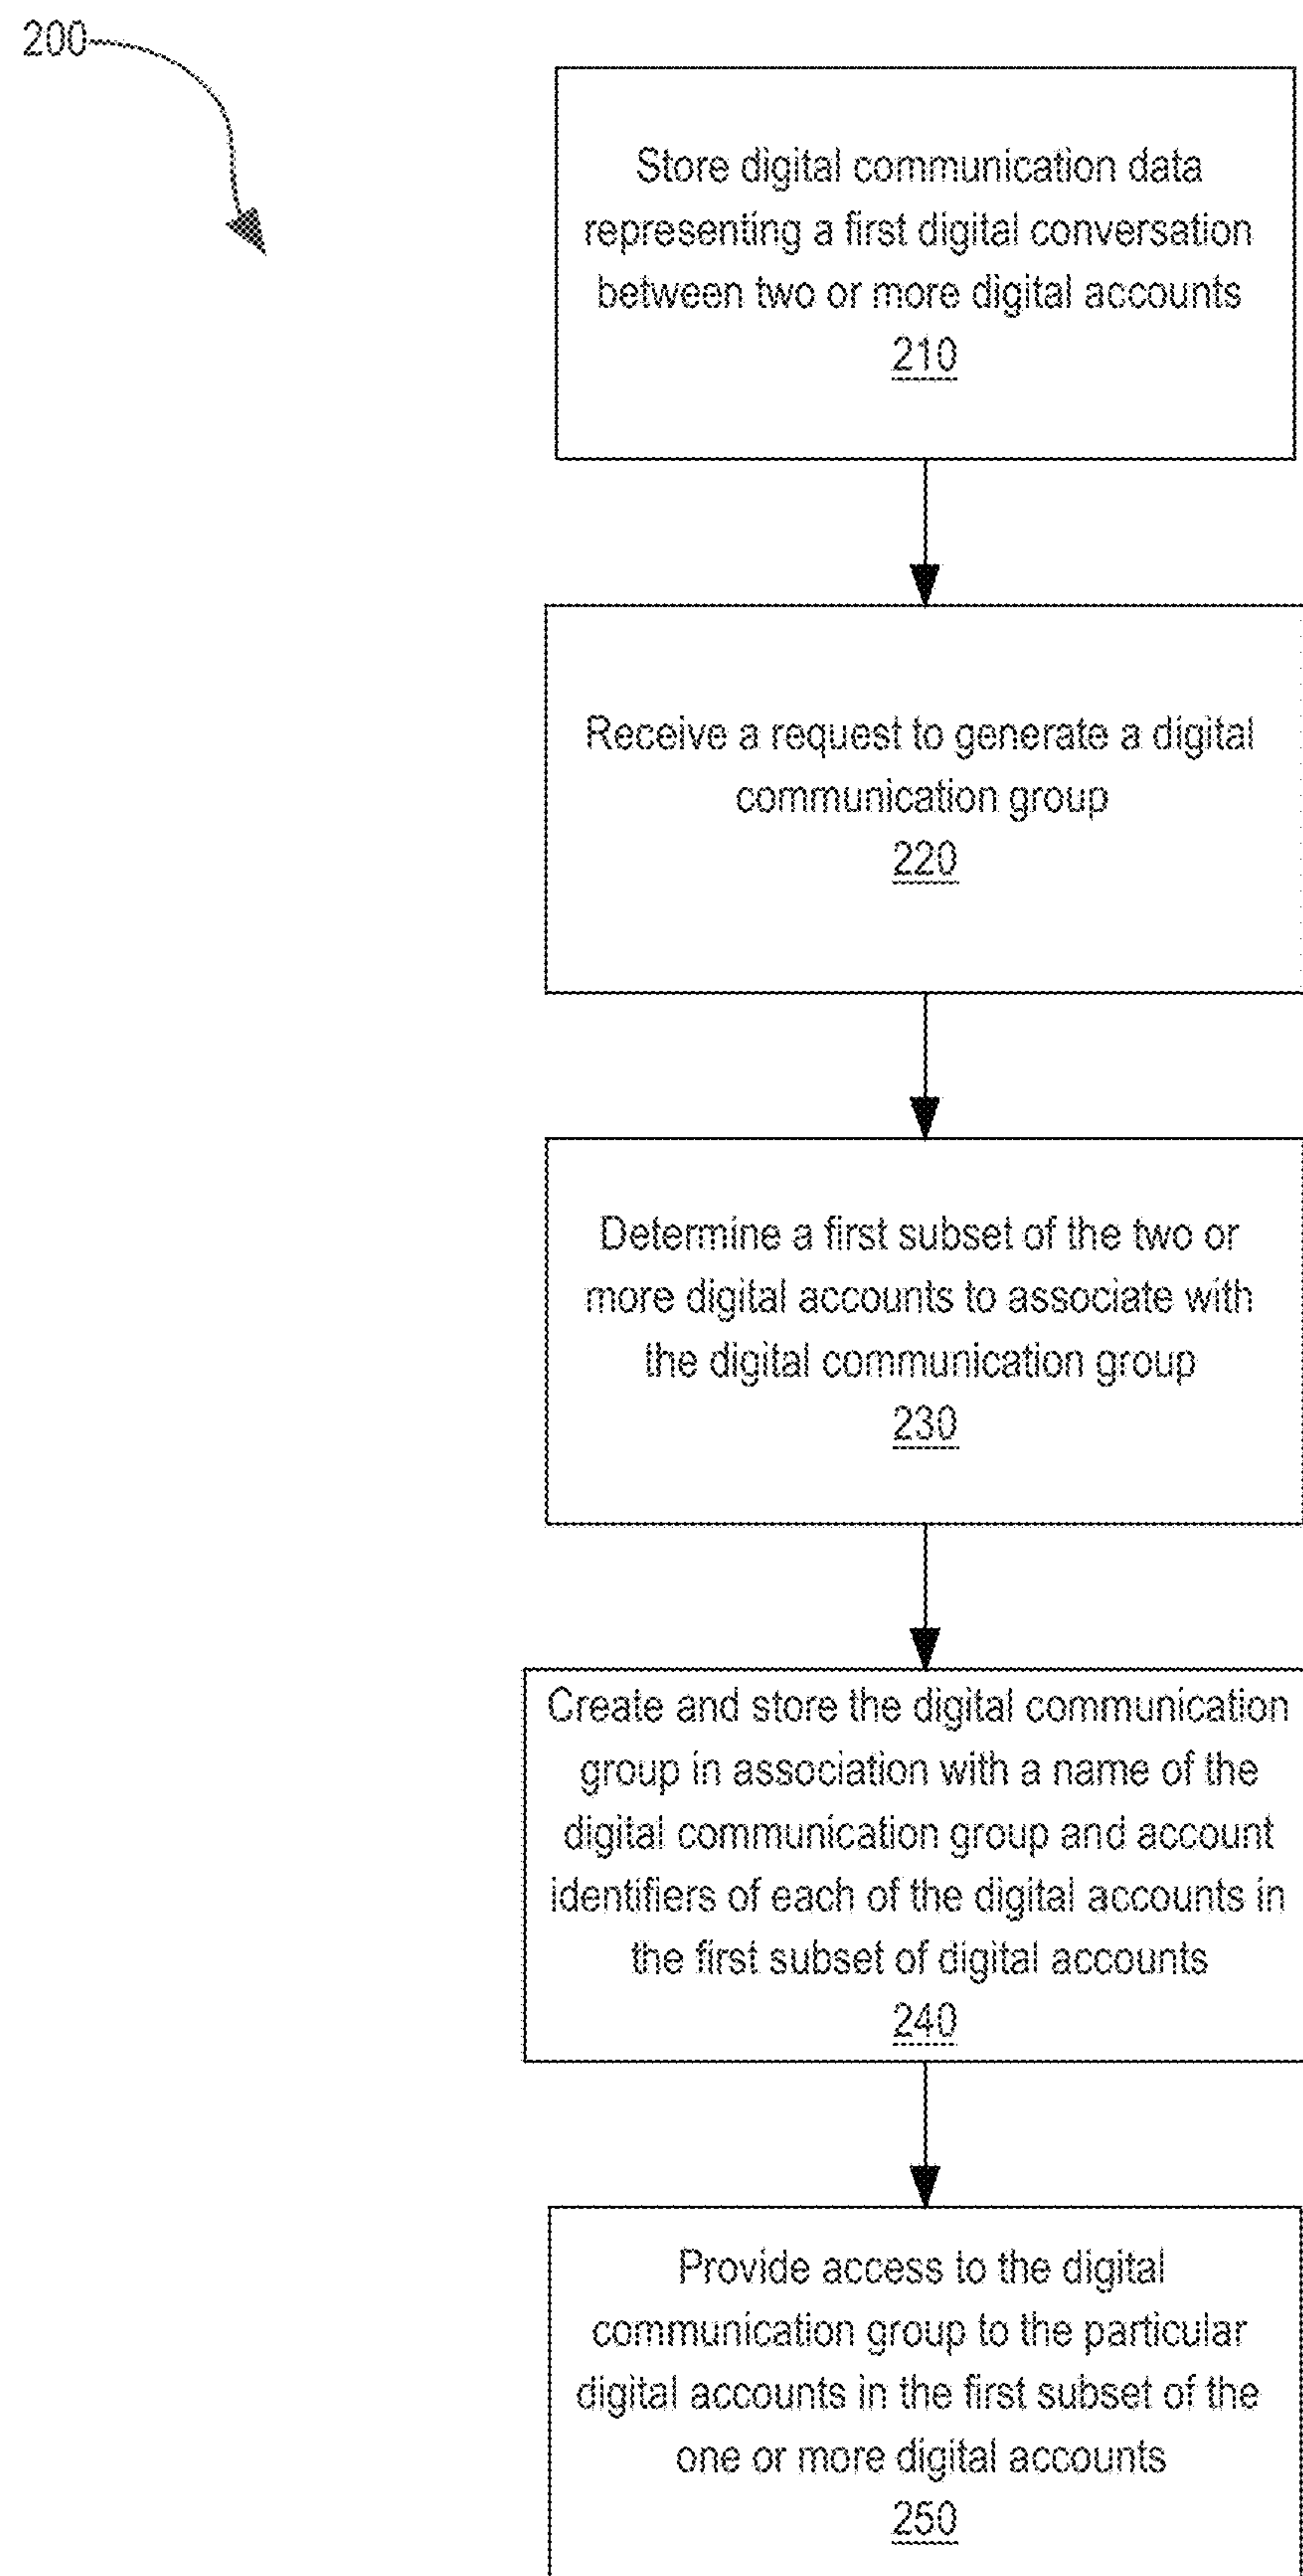 200
Store digital communication data
representing a first digital conversation
between two or more digital accounts
210
Receive a request to generate a digital
communication group
220
Determine a first subset of the two or
more digital accounts to associate with
the digital communication group
230
Create and store the digital communication
group in association with a name of the
digital communication group and account
identifiers of each of the digital accounts in
the first subset of digital accounts
240
Provide access to the digital
communication group to the particular
digital accounts in the first subset of the
one or more digital accounts
250